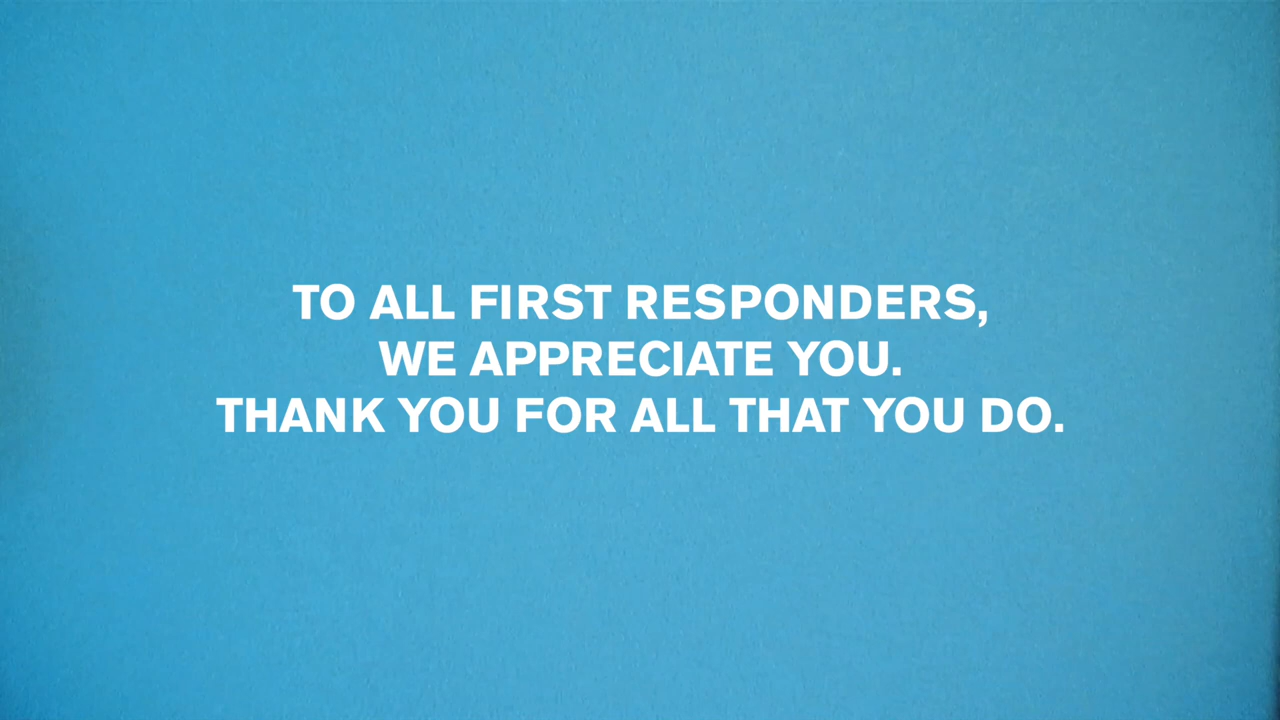 TO ALL FIRST RESPONDERS,
WE APPRECIATE YOU.
THANK YOU FOR ALL THAT YOU DO.